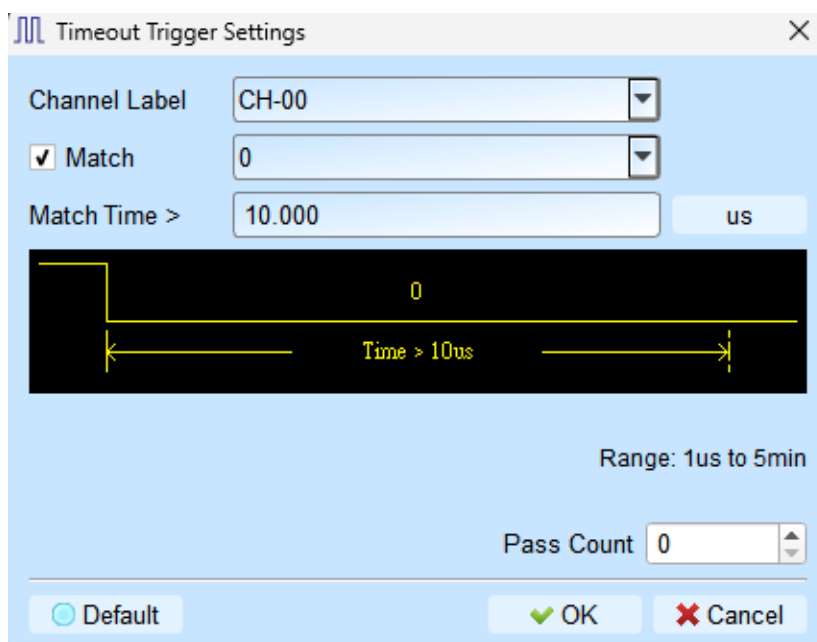 Timeout Trigger Settings
Channel Label CH-00
Match 0
Match Time > 10.000 us
0
Time > 10us
Range: 1us to 5min
Pass Count 0
Default OK Cancel